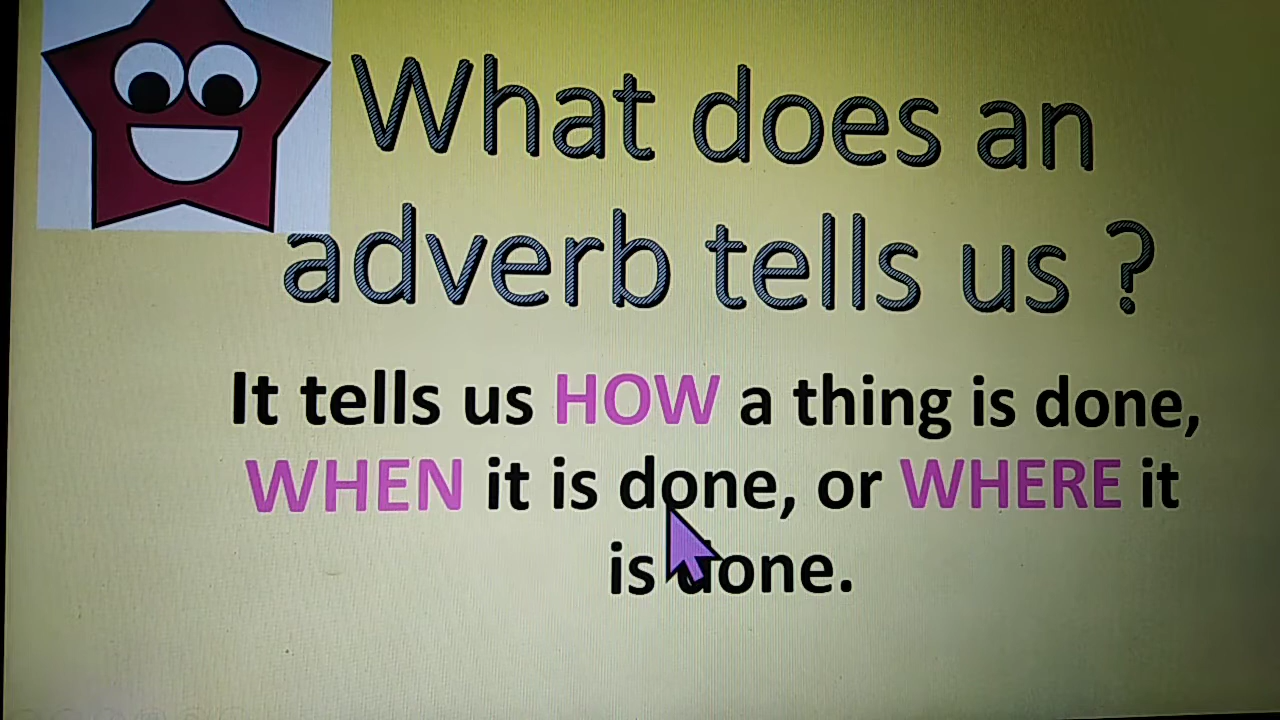 What does an
adverb tells us ?
It tells us HOW a thing is done,
WHEN it is done, or WHERE it
is done.